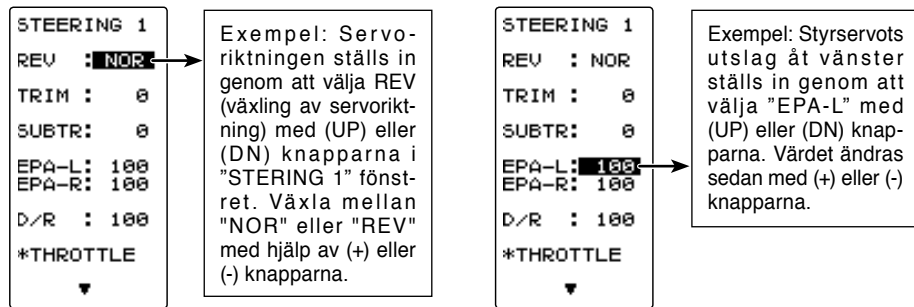 STEERING 1
REV : NOR
TRIM : 0
SUBTR: 0
EPA-L: 100
EPA-R: 100
D/R : 100
*THROTTLE
▼
Exempel: Servo-
riktningen ställs in
genom att välja REV
(växling av servorikt-
ning) med (UP) eller
(DN) knapparna i
”STERING 1” fönst-
ret. Växla mellan
"NOR" eller "REV"
med hjälp av (+) eller
(-) knapparna.
STEERING 1
REV : NOR
TRIM : 0
SUBTR: 0
EPA-L: 100
EPA-R: 100
D/R : 100
*THROTTLE
▼
Exempel: Styrservots
utslag åt vänster
ställs in genom att
välja ”EPA-L” med
(UP) eller (DN) knap-
parna. Värdet ändras
sedan med (+) eller (-)
knapparna.